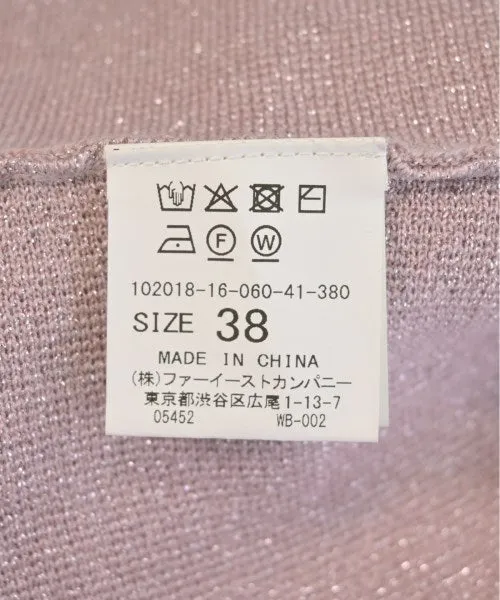 F W
102018-16-060-41-380
SIZE 38
MADE IN CHINA
(株)ファーイーストカンパニー
東京都渋谷区広尾1-13-7
05452 WB-002